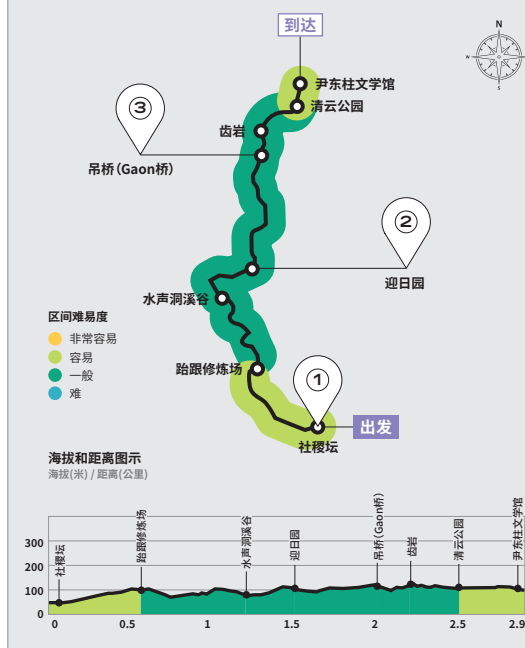 到达
N
W
E
S
尹东柱文学馆
清云公园
③
齿岩
吊桥（Gaon桥）
②
迎日园
水声洞溪谷
区间难易度
非常容易
容易
一般
难
跆跟修炼场
①
出发
社稷坛
海拔和距离图示
海拔(米) / 距离(公里)
社稷坛
跆跟修炼场
水声洞溪谷
迎日园
吊桥（Gaon桥）
齿岩
清云公园
尹东柱文学馆
300
200
100
0
0 0.5 1 1.5 2 2.5 2.9